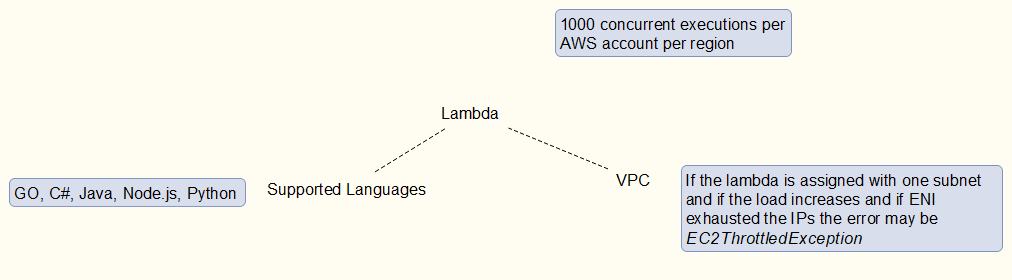 1000 concurrent executions per
AWS account per region
Lambda
GO, C#, Java, Node.js, Python
Supported Languages
VPC
If the lambda is assigned with one subnet
and if the load increases and if ENI
exhausted the IPs the error may be
EC2ThrottledException